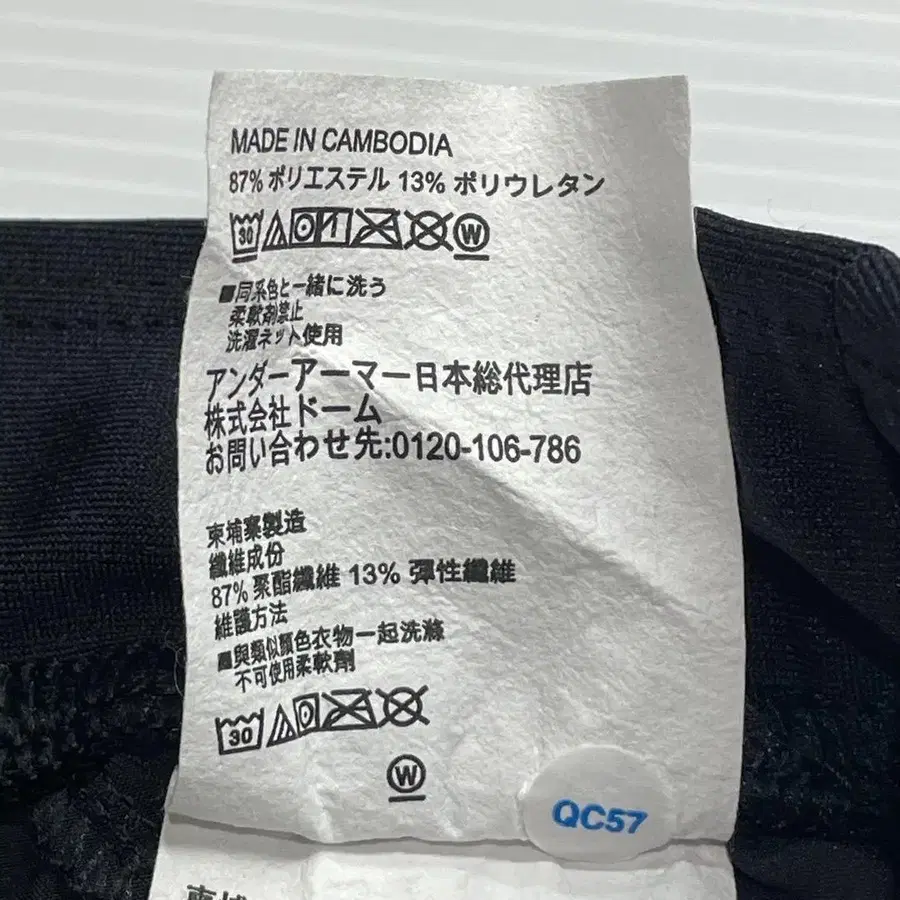 MADE IN CAMBODIA
87% ポリエステル 13% ポリウレタン
30 W
■同系色と一緒に洗う
柔軟剤禁止
洗濯ネット使用
アンダーアーマー日本総代理店
株式会社ドーム
お問い合わせ先:0120-106-786
柬埔寨製造
纖維成份
87% 聚酯纖維 13% 彈性纖維
維護方法
■與類似顏色衣物一起洗滌
不可使用柔軟劑
30
W
QC57
柬埔